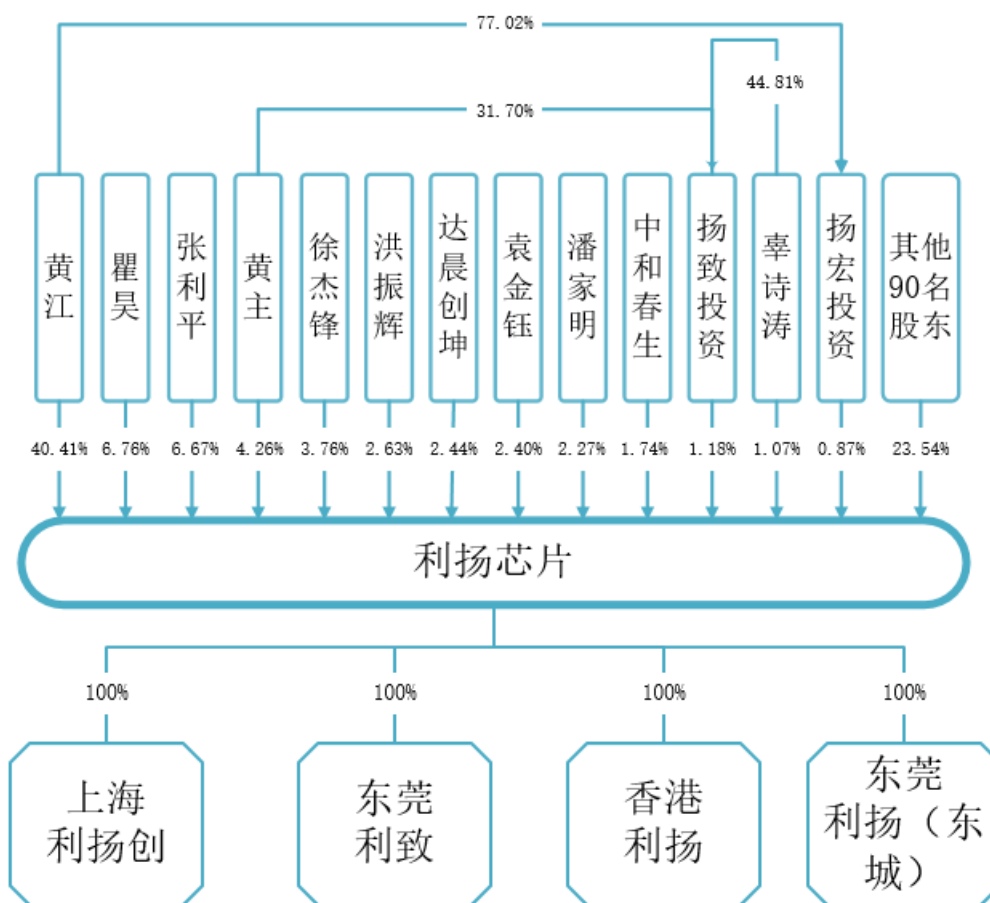 77.02%
44.81%
31.70%
黄江
瞿昊
张利平
黄主
徐杰锋
洪振辉
达晨创坤
袁金钰
潘家明
中和春生
扬致投资
辜诗涛
扬宏投资
其他
90名
股东
40.41%
6.76%
6.67%
4.26%
3.76%
2.63%
2.44%
2.40%
2.27%
1.74%
1.18%
1.07%
0.87%
23.54%
利扬芯片
100%
100%
100%
100%
上海
利扬创
东莞
利致
香港
利扬
东莞
利扬（东
城）